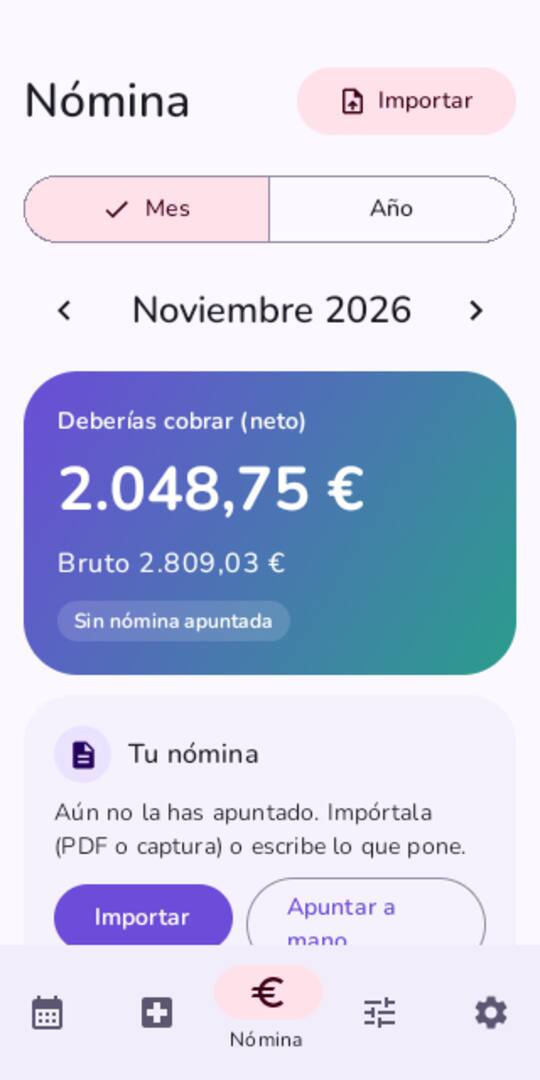 Nómina
Importar
Mes
Año
Noviembre 2026
Deberías cobrar (neto)
2.048,75 €
Bruto 2.809,03 €
Sin nómina apuntada
Tu nómina
Aún no la has apuntado. Impórtala
(PDF o captura) o escribe lo que pone.
Importar
Apuntar a
mano
€
Nómina